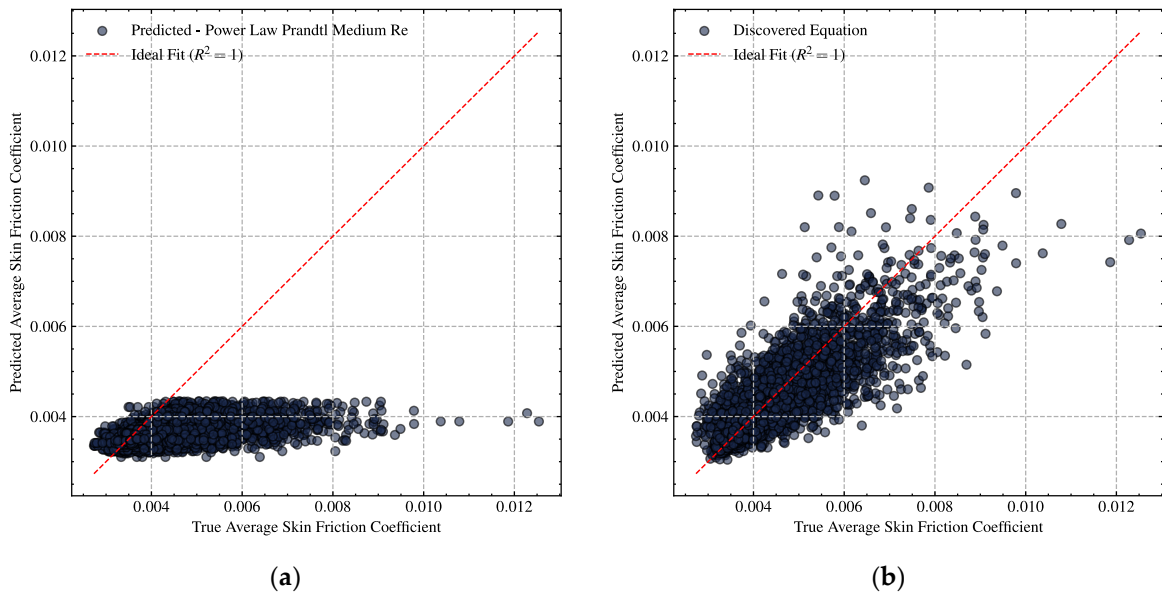 Predicted - Power Law Prandtl Medium Re
Ideal Fit (R² = 1)
0.012
0.010
0.008
0.006
0.004
Predicted Average Skin Friction Coefficient
0.004 0.006 0.008 0.010 0.012
True Average Skin Friction Coefficient
(a)
Discovered Equation
Ideal Fit (R² = 1)
0.012
0.010
0.008
0.006
0.004
Predicted Average Skin Friction Coefficient
0.004 0.006 0.008 0.010 0.012
True Average Skin Friction Coefficient
(b)